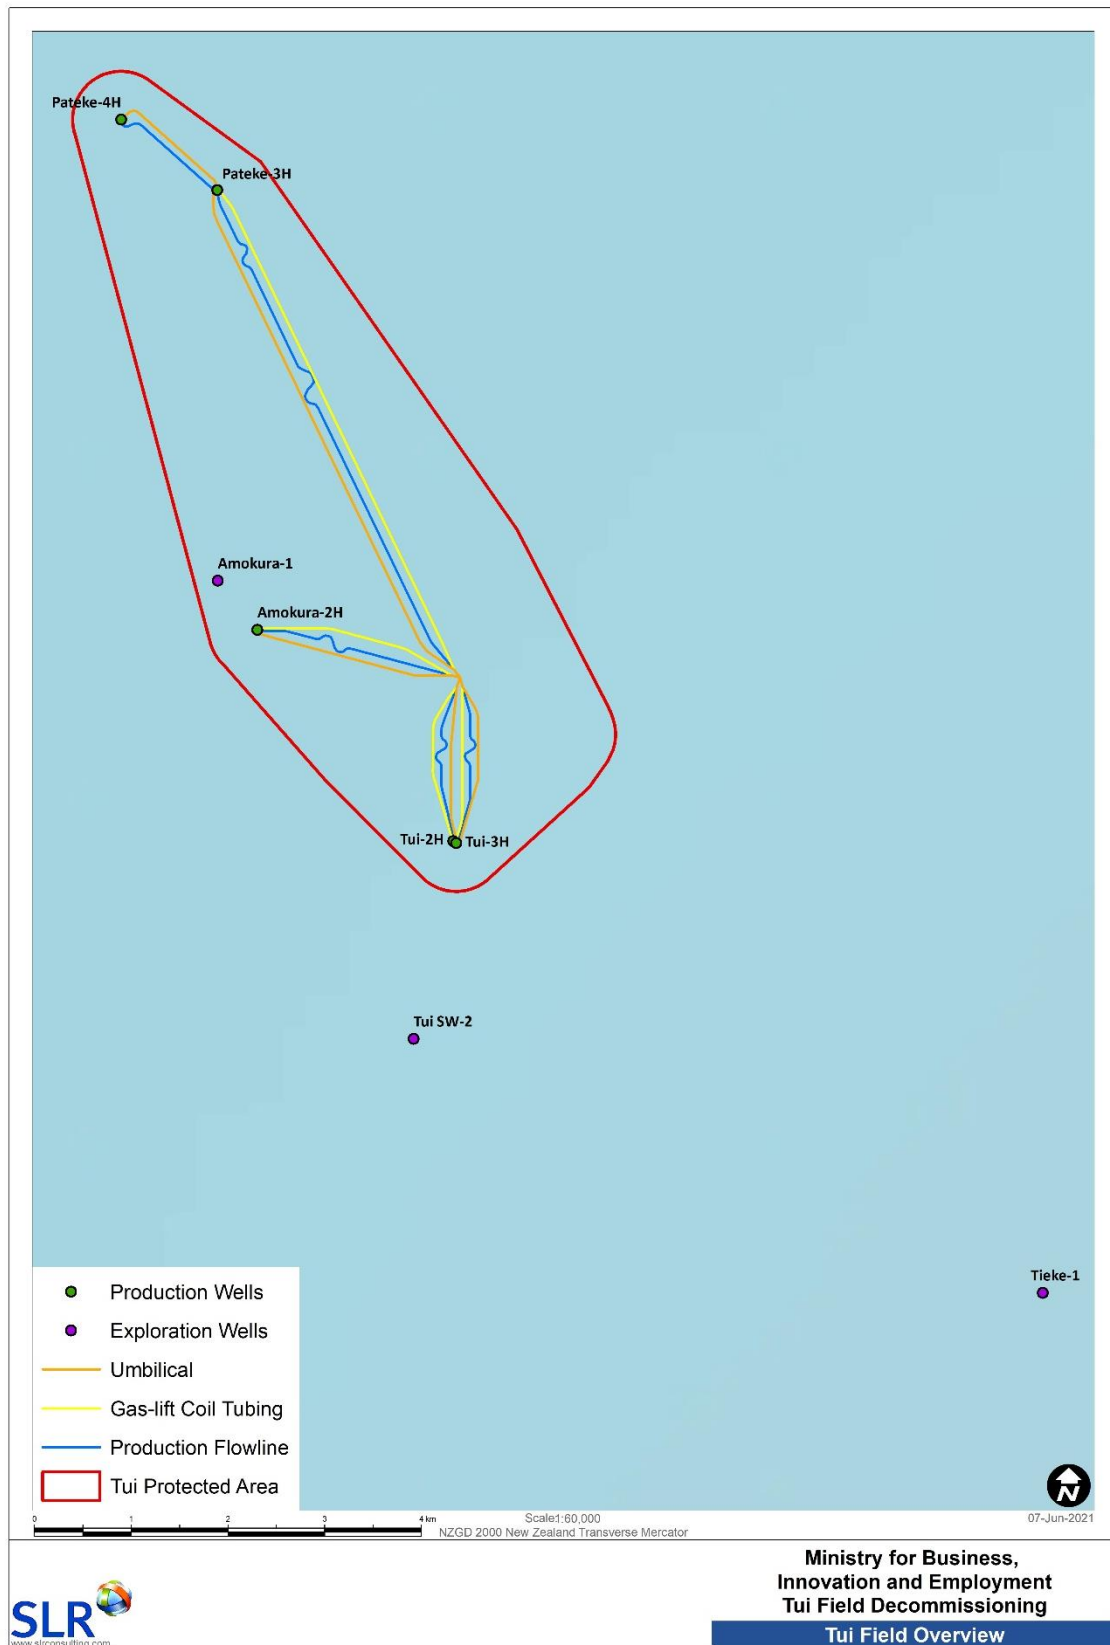 Pateke-4H
Pateke-3H
Amokura-1
Amokura-2H
Tui-2H
Tui-3H
Tui SW-2
Tieke-1
Production Wells
Exploration Wells
Umbilical
Gas-lift Coil Tubing
Production Flowline
Tui Protected Area
N
0 1 2 3 4 km
Scale1:60,000
NZGD 2000 New Zealand Transverse Mercator
07-Jun-2021
SLR
www.slrconsulting.com
Ministry for Business,
Innovation and Employment
Tui Field Decommissioning
Tui Field Overview